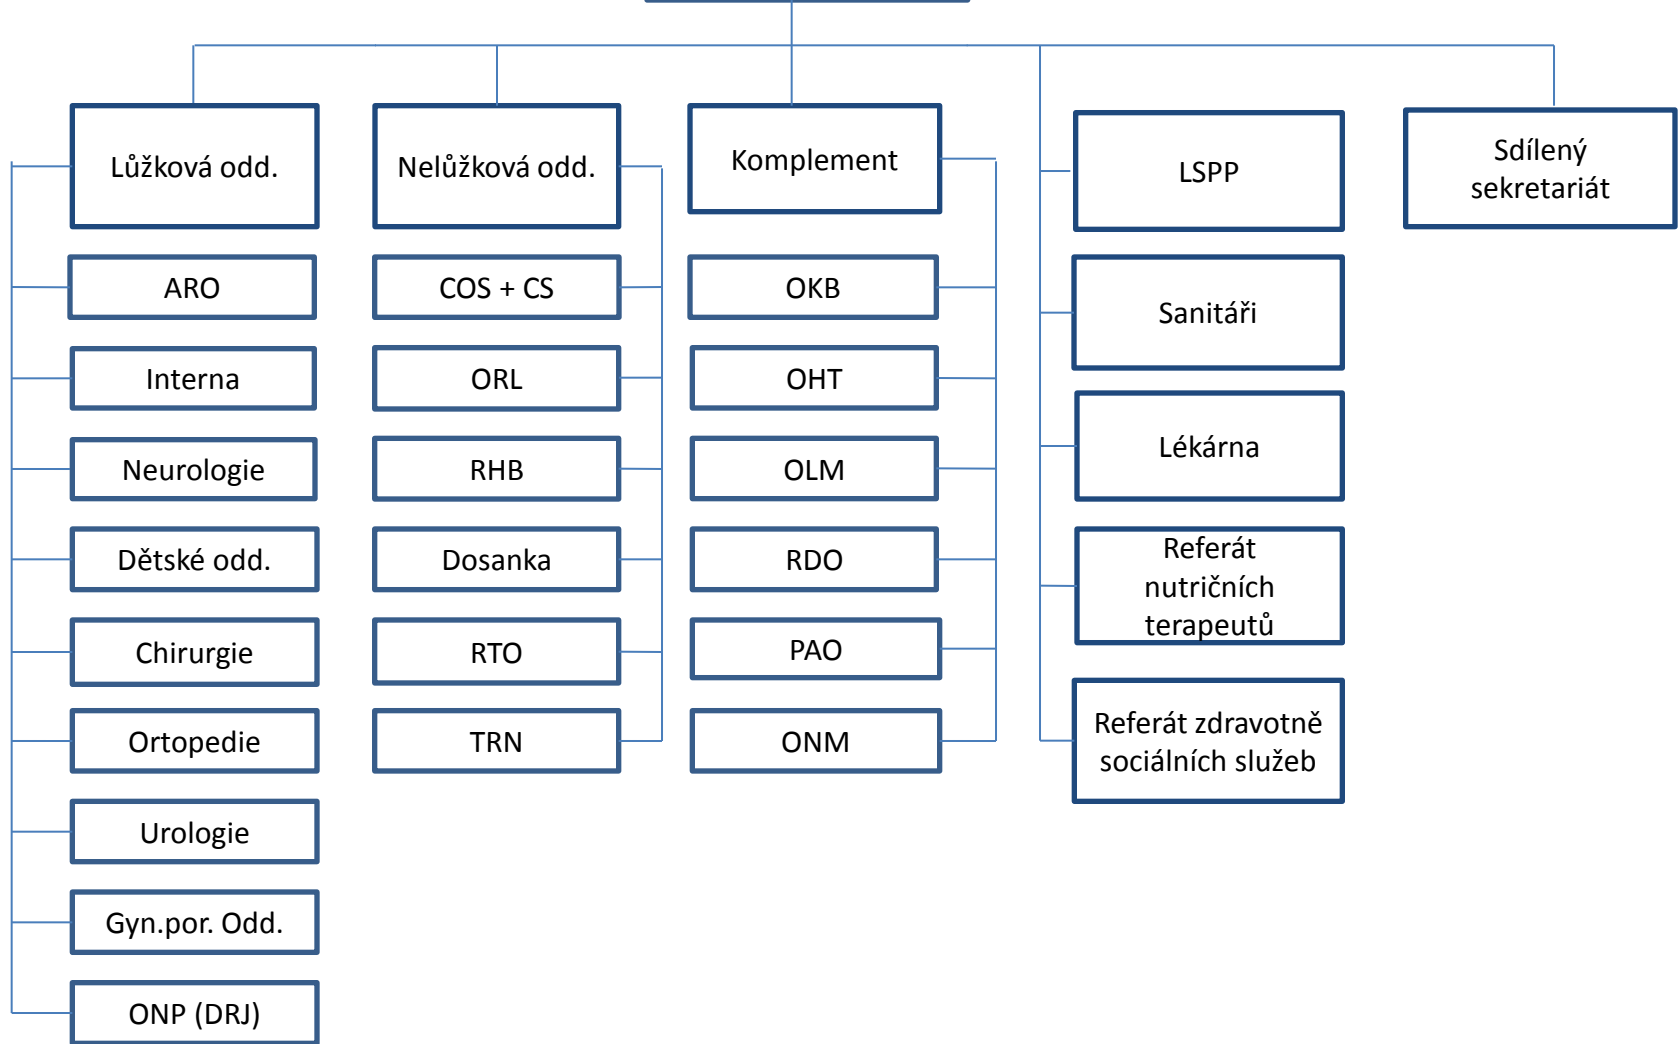 Lůžková odd.
ARO
Interna
Neurologie
Dětské odd.
Chirurgie
Ortopedie
Urologie
Gyn.por. Odd.
ONP (DRJ)
Nelůžková odd.
COS + CS
ORL
RHB
Dosanka
RTO
TRN
Komplement
OKB
OHT
OLM
RDO
PAO
ONM
LSPP
Sanitáři
Lékárna
Referát
nutričních
terapeutů
Referát zdravotně
sociálních služeb
Sdílený
sekretariát